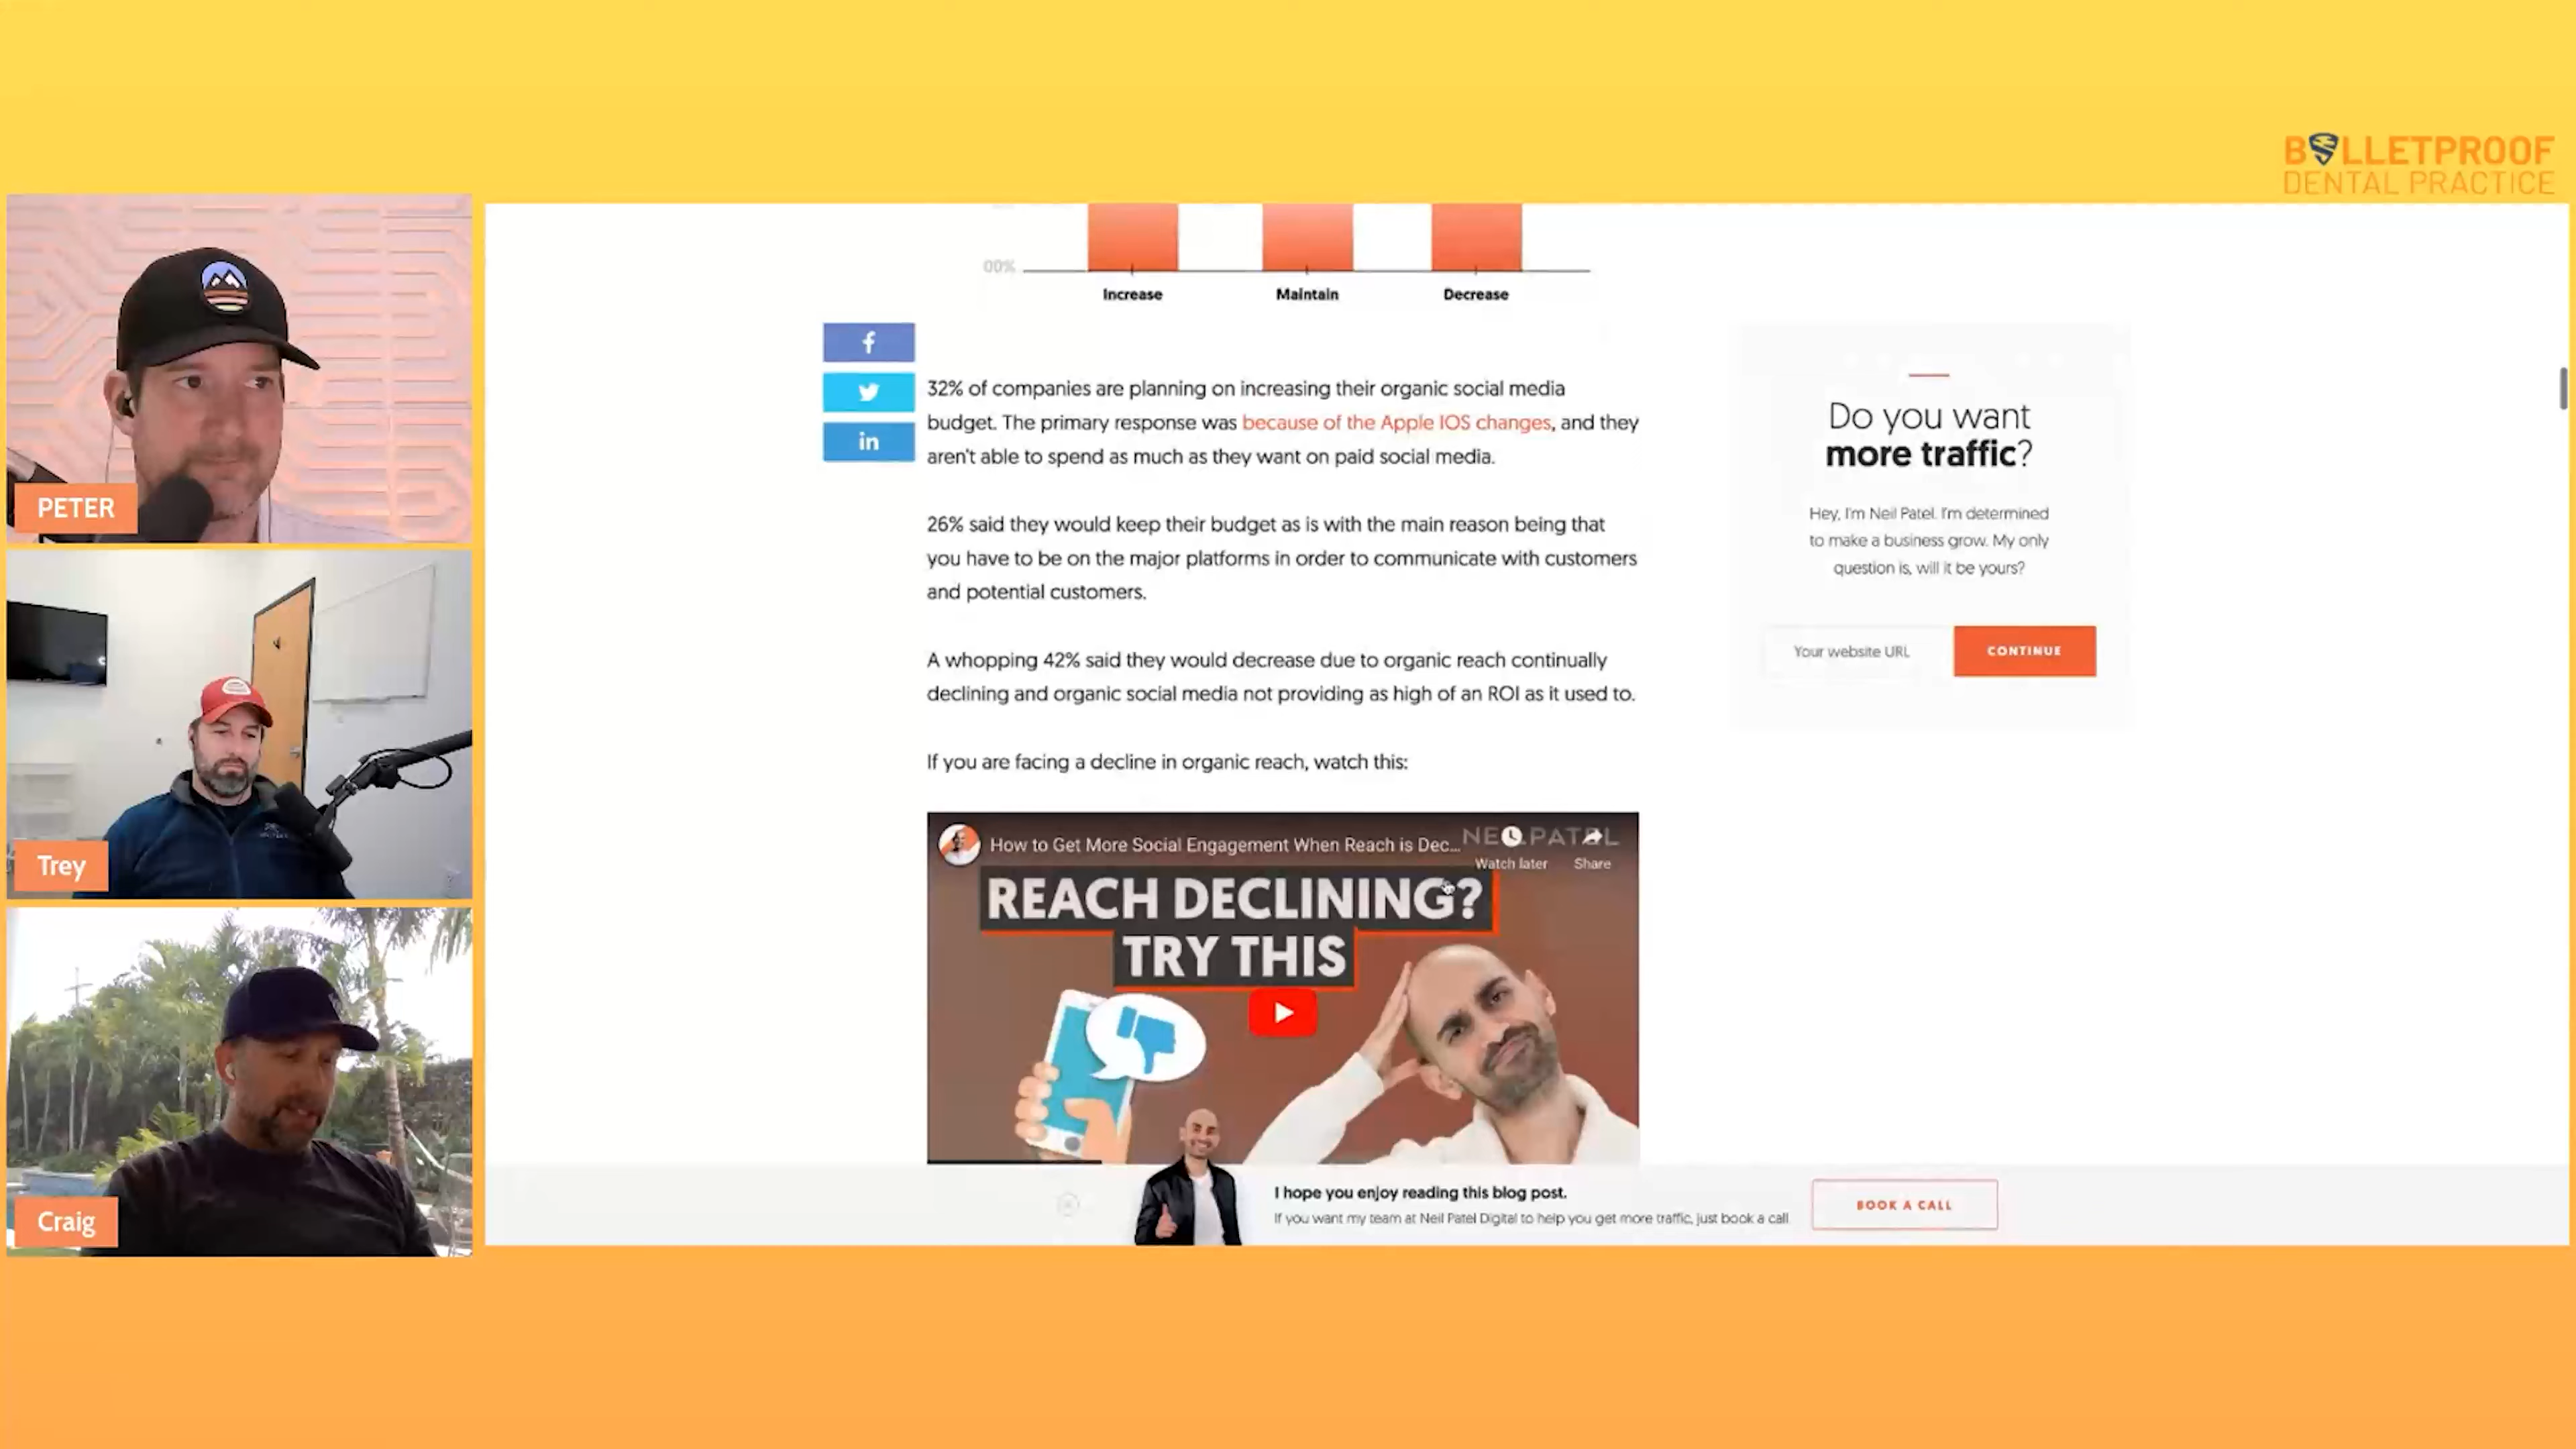 BULLETPROOF
DENTAL PRACTICE
PETER
Trey
Craig
00%
Increase
Maintain
Decrease
f
in
32% of companies are planning on increasing their organic social media
budget. The primary response was because of the Apple IOS changes, and they
aren't able to spend as much as they want on paid social media.
26% said they would keep their budget as is with the main reason being that
you have to be on the major platforms in order to communicate with customers
and potential customers.
A whopping 42% said they would decrease due to organic reach continually
declining and organic social media not providing as high of an ROI as it used to.
If you are facing a decline in organic reach, watch this:
How to Get More Social Engagement When Reach is Dec...
NEIL PATEL
Watch later
Share
REACH DECLINING?
TRY THIS
Do you want
more traffic?
Hey, I'm Neil Patel. I'm determined
to make a business grow. My only
question is, will it be yours?
Your website URL
CONTINUE
I hope you enjoy reading this blog post.
If you want my team at Neil Patel Digital to help you get more traffic, just book a call.
BOOK A CALL